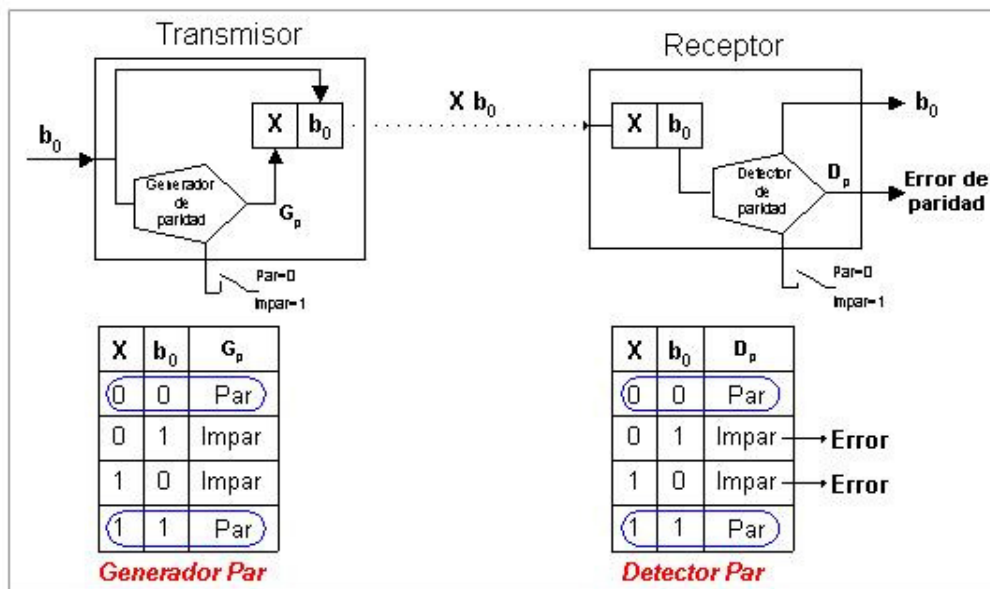 Transmisor
Receptor
b0
X b0
Generador de paridad
Gp
Par=0
Impar=1
X b0
X b0
Detector de paridad
b0
Dp
Error de paridad
Par=0
Impar=1
X b0 Gp
0 0 Par
0 1 Impar
1 0 Impar
1 1 Par
Generador Par
X b0 Dp
0 0 Par
0 1 Impar Error
1 0 Impar Error
1 1 Par
Detector Par